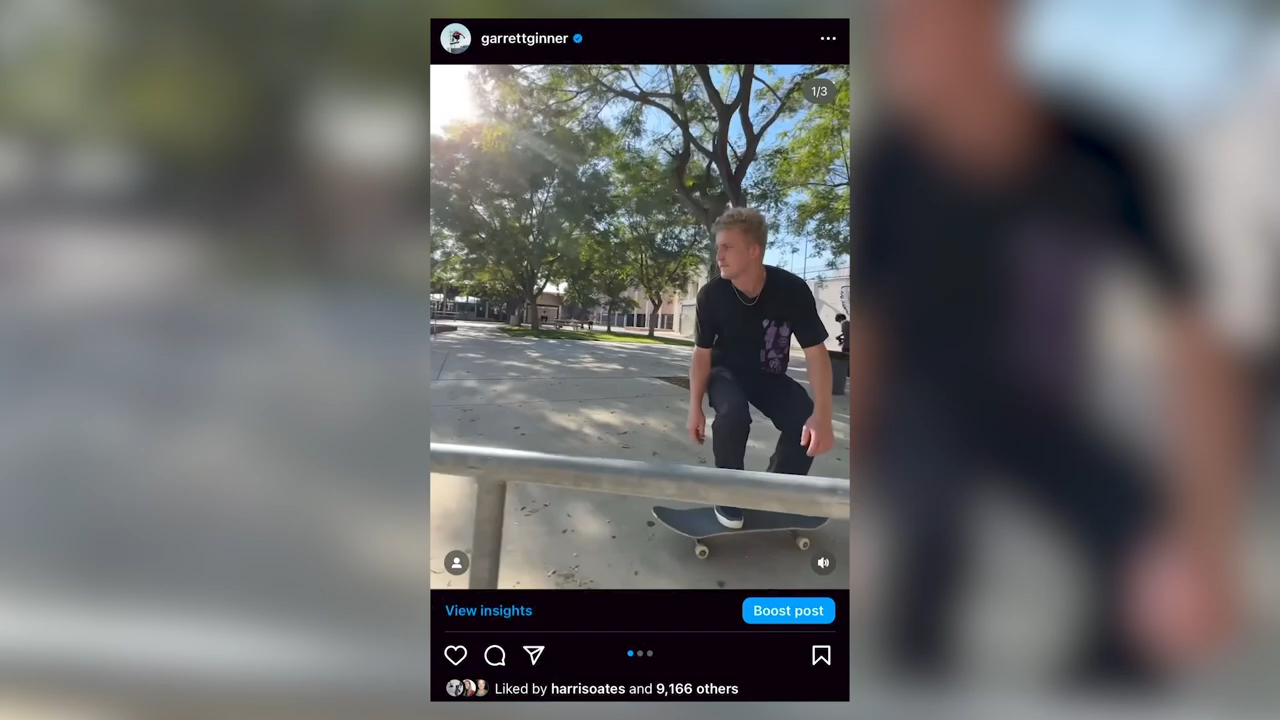 garrettginner
1/3
View insights
Boost post
Liked by harrisoates and 9,166 others